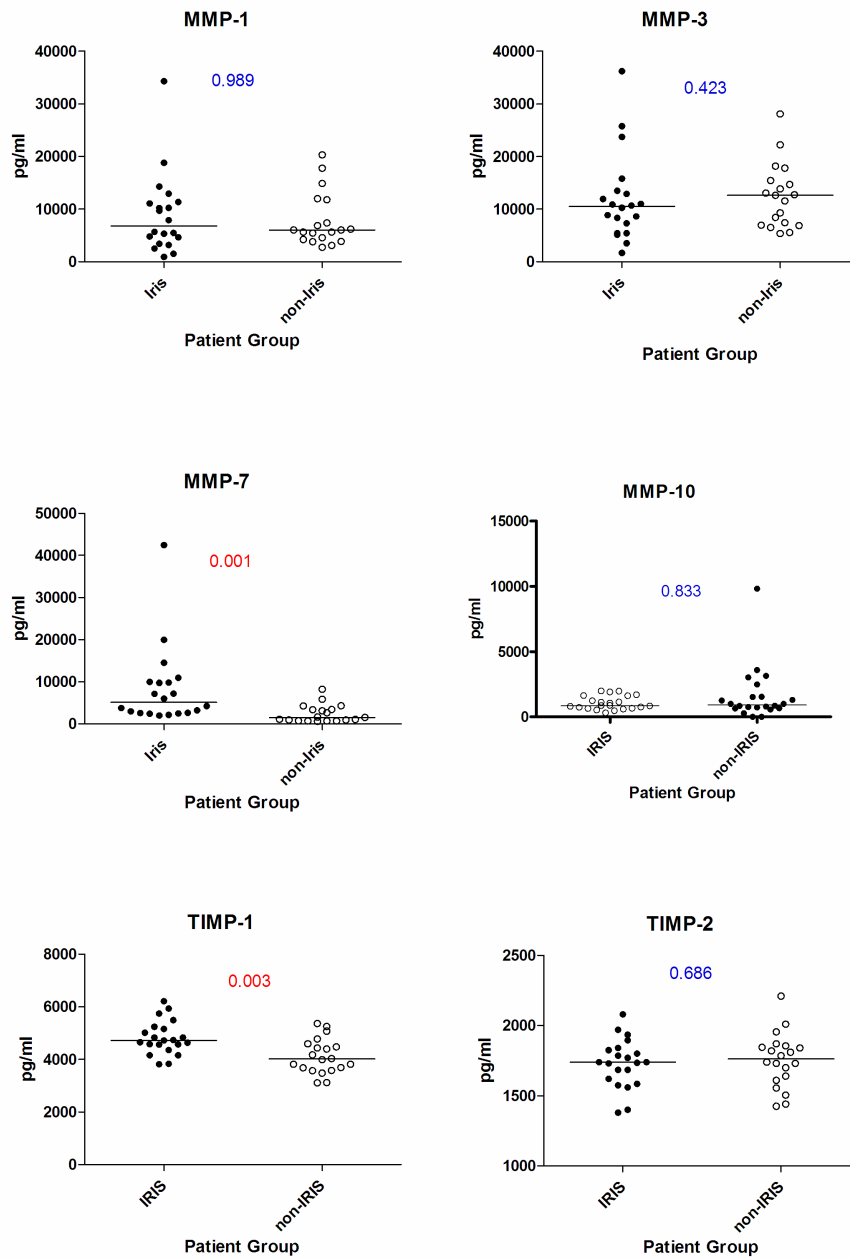 MMP-1
40000
30000
20000
10000
0
pg/ml
0.989
Iris
non-Iris
Patient Group
MMP-3
40000
30000
20000
10000
0
pg/ml
0.423
Iris
non-Iris
Patient Group
MMP-7
50000
40000
30000
20000
10000
0
pg/ml
0.001
Iris
non-Iris
Patient Group
MMP-10
15000
10000
5000
0
pg/ml
0.833
IRIS
non-IRIS
Patient Group
TIMP-1
8000
6000
4000
2000
0
pg/ml
0.003
IRIS
non-IRIS
Patient Group
TIMP-2
2500
2000
1500
1000
pg/ml
0.686
IRIS
non-IRIS
Patient Group